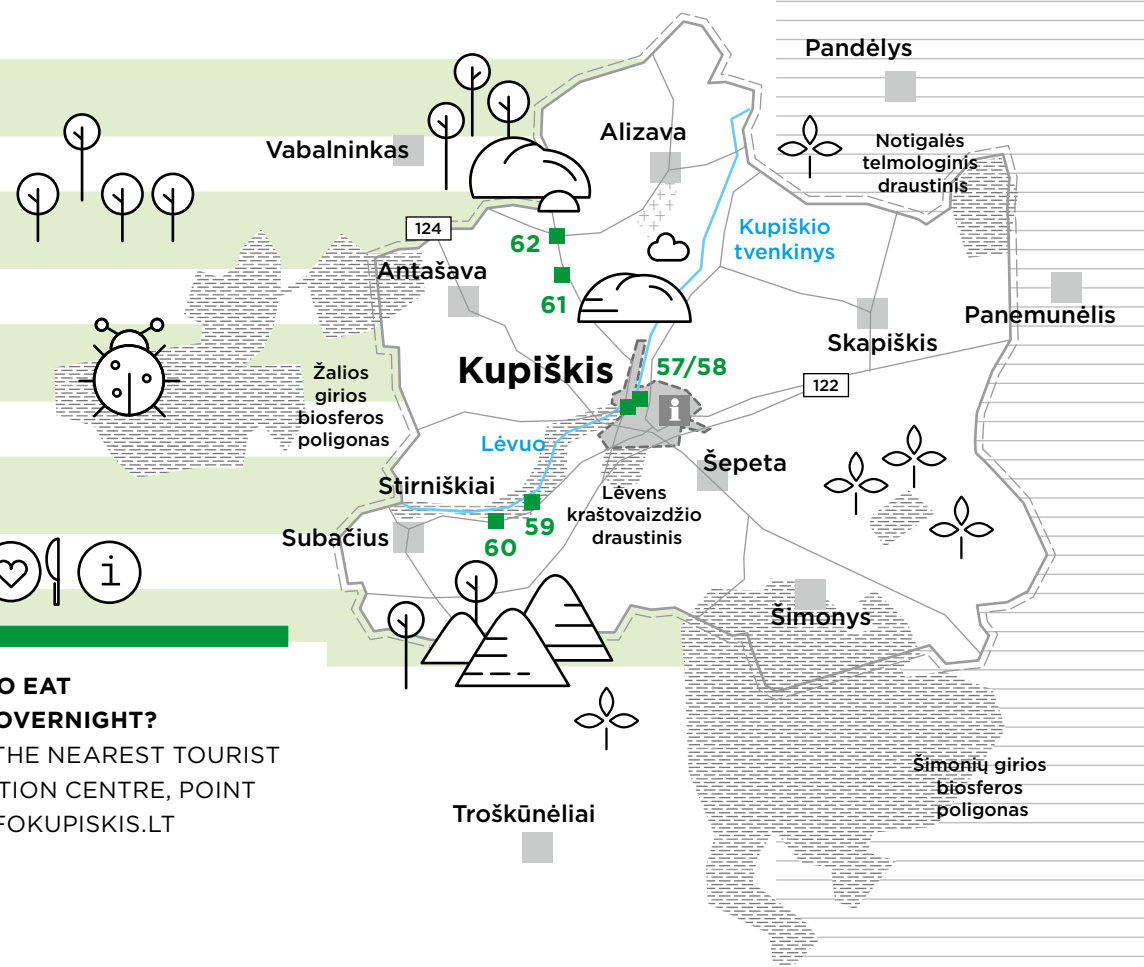 Pandėlys
Alizava
Notigalės
telmologinis
draustinis
Vabalninkas
124
62
Kupiškio
tvenkinys
Antašava
61
Panemunėlis
Skapiškis
Kupiškis
57/58
122
Žalios
girios
biosferos
poligonas
i
Lėvuo
Šepeta
Stirniškiai
Lėvens
kraštovaizdžio
draustinis
59
Subačius
60
i
Šimonys
O EAT
OVERNIGHT?
THE NEAREST TOURIST
TION CENTRE, POINT
FOKUPISKIS.LT
Šimonių girios
biosferos
poligonas
Troškūnėliai